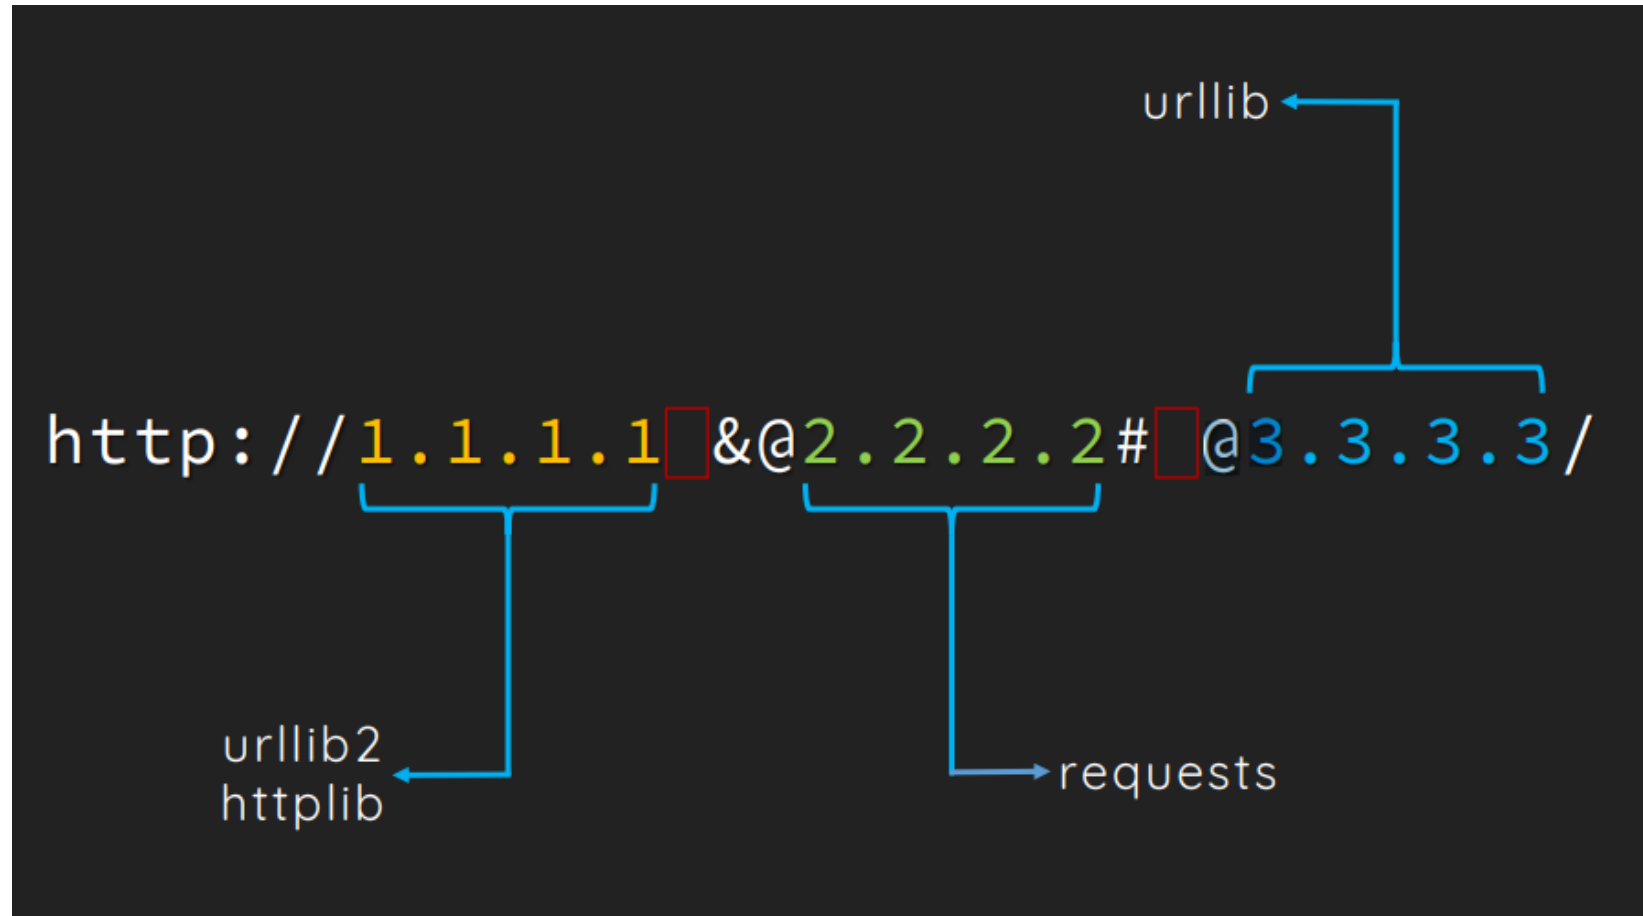 urllib
http://1.1.1.1 &@2.2.2.2# @3.3.3.3/
urllib2
httplib
requests